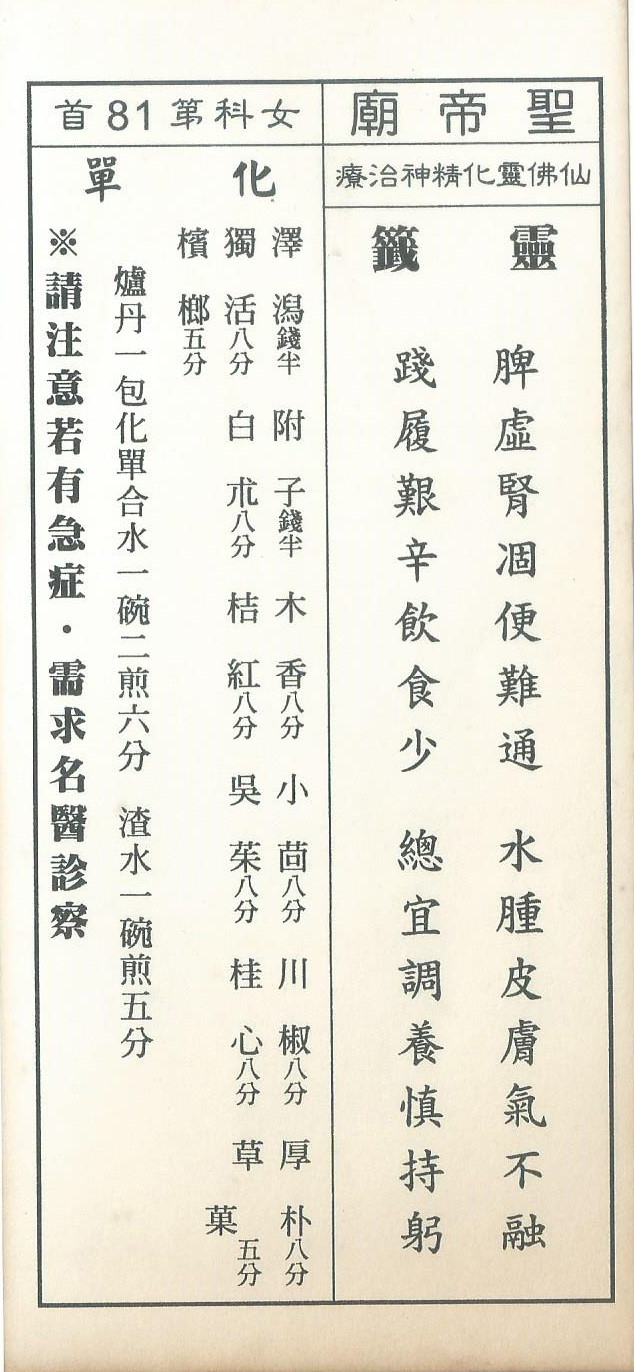 聖帝廟
仙佛靈化精神治療
靈籤
脾虛腎凅便難通　水腫皮膚氣不融
踐履艱辛飲食少　總宜調養慎持躬
女科第81首
化單
澤瀉錢半　附子錢半　木香八分　小茴八分　川椒八分　厚朴八分
獨活八分　白朮八分　桔紅八分　吳茱八分　桂心八分　草菓五分
檳榔五分
爐丹一包化單合水一碗二煎六分　渣水一碗煎五分
※請注意若有急症．需求名醫診察